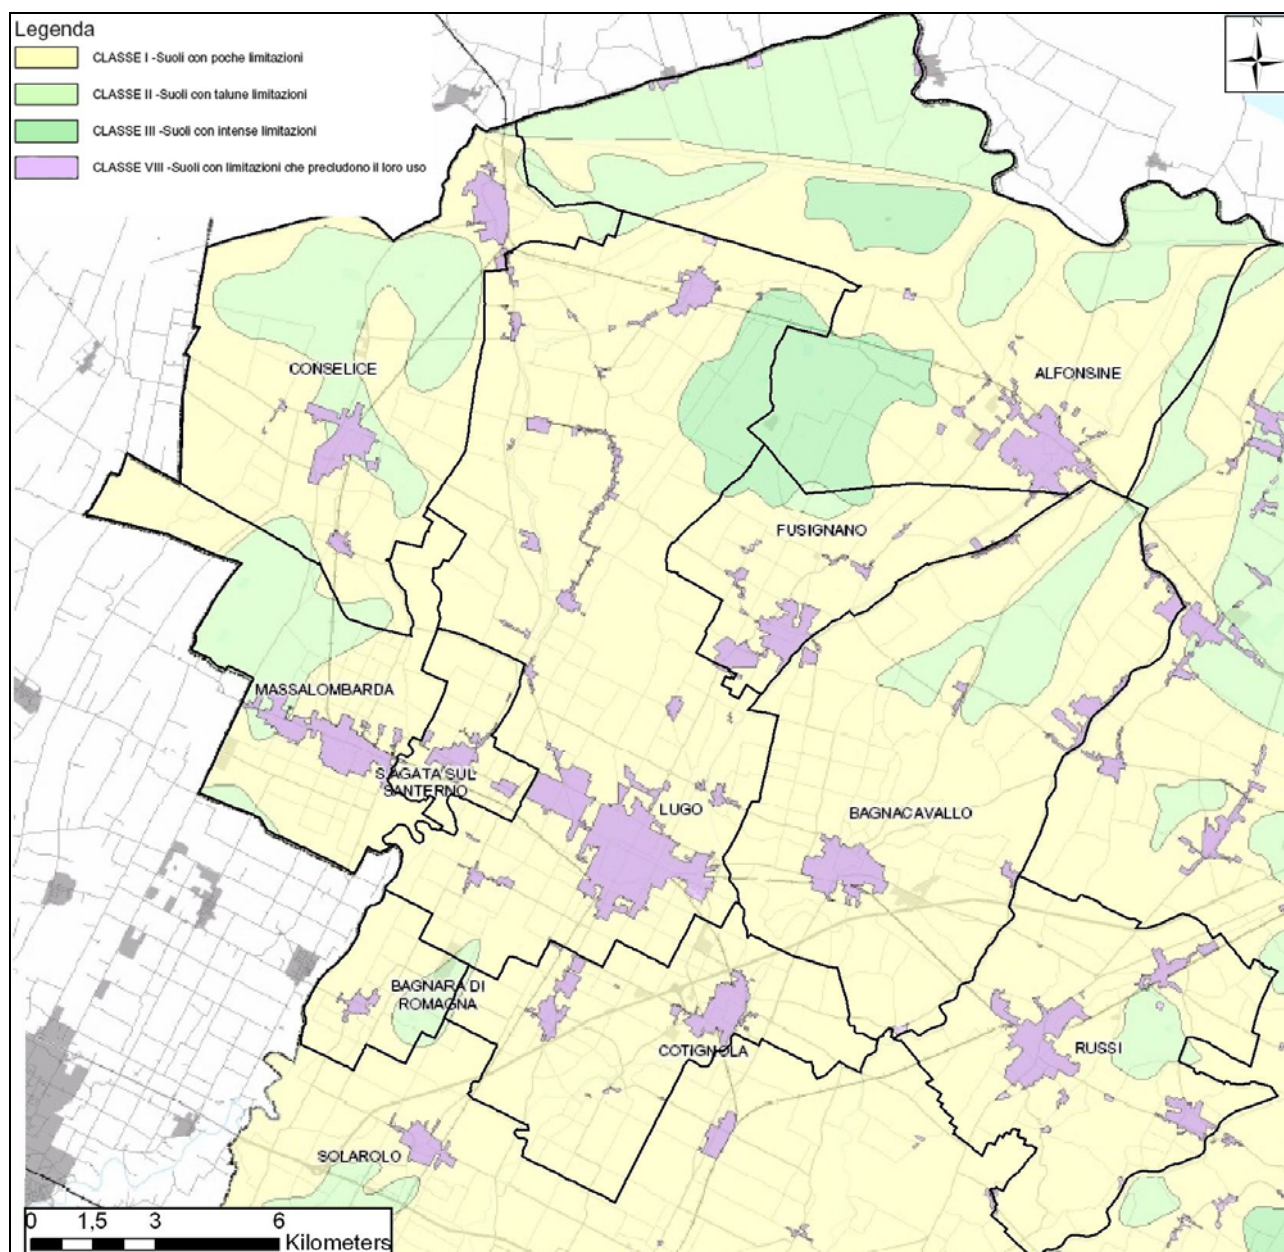 Legenda
CLASSE I -Suoli con poche limitazioni
CLASSE II -Suoli con talune limitazioni
CLASSE III -Suoli con intense limitazioni
CLASSE VIII -Suoli con limitazioni che precludono il loro uso
N
CONSELICE
ALFONSINE
FUSIGNANO
MASSALOMBARDA
S.AGATA SUL
SANTERNO
LUGO
BAGNACAVALLO
BAGNARA DI
ROMAGNA
COTIGNOLA
RUSSI
SOLAROLO
0 1,5 3 6
Kilometers